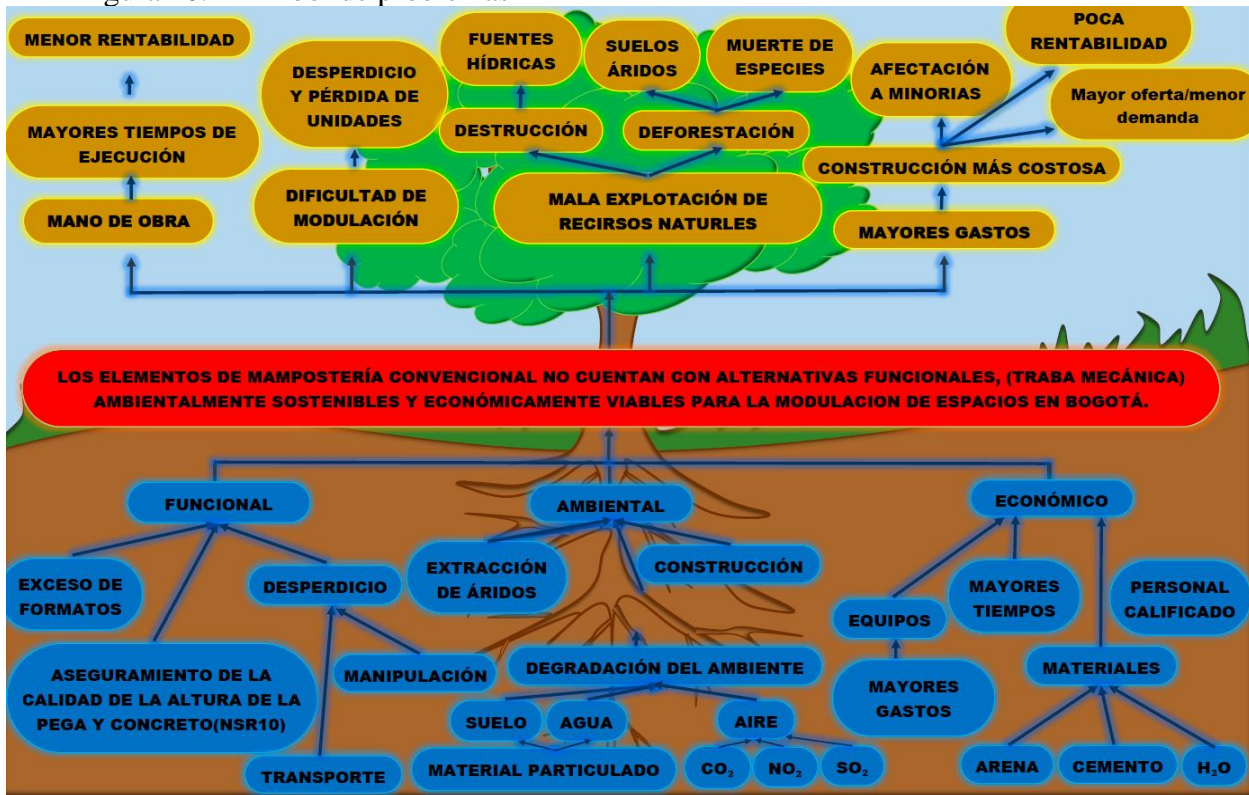 MENOR RENTABILIDAD
MAYORES TIEMPOS DE
EJECUCIÓN
MANO DE OBRA
DESPERDICIO
Y PÉRDIDA DE
UNIDADES
DIFICULTAD DE
MODULACIÓN
FUENTES
HÍDRICAS
SUELOS
ÁRIDOS
MUERTE DE
ESPECIES
DESTRUCCIÓN
DEFORESTACIÓN
MALA EXPLOTACIÓN DE
RECIRSOS NATURLES
AFECTACIÓN
A MINORIAS
POCA
RENTABILIDAD
Mayor oferta/menor
demanda
CONSTRUCCIÓN MÁS COSTOSA
MAYORES GASTOS
LOS ELEMENTOS DE MAMPOSTERÍA CONVENCIONAL NO CUENTAN CON ALTERNATIVAS FUNCIONALES, (TRABA MECÁNICA)
AMBIENTALMENTE SOSTENIBLES Y ECONÓMICAMENTE VIABLES PARA LA MODULACION DE ESPACIOS EN BOGOTÁ.
FUNCIONAL
EXCESO DE
FORMATOS
DESPERDICIO
ASEGURAMIENTO DE LA
CALIDAD DE LA ALTURA DE LA
PEGA Y CONCRETO(NSR10)
MANIPULACIÓN
TRANSPORTE
AMBIENTAL
EXTRACCIÓN
DE ÁRIDOS
CONSTRUCCIÓN
DEGRADACIÓN DEL AMBIENTE
SUELO
AGUA
AIRE
MATERIAL PARTICULADO
CO₂
NO₂
SO₂
ECONÓMICO
EQUIPOS
MAYORES
TIEMPOS
PERSONAL
CALIFICADO
MAYORES
GASTOS
MATERIALES
ARENA
CEMENTO
H₂O